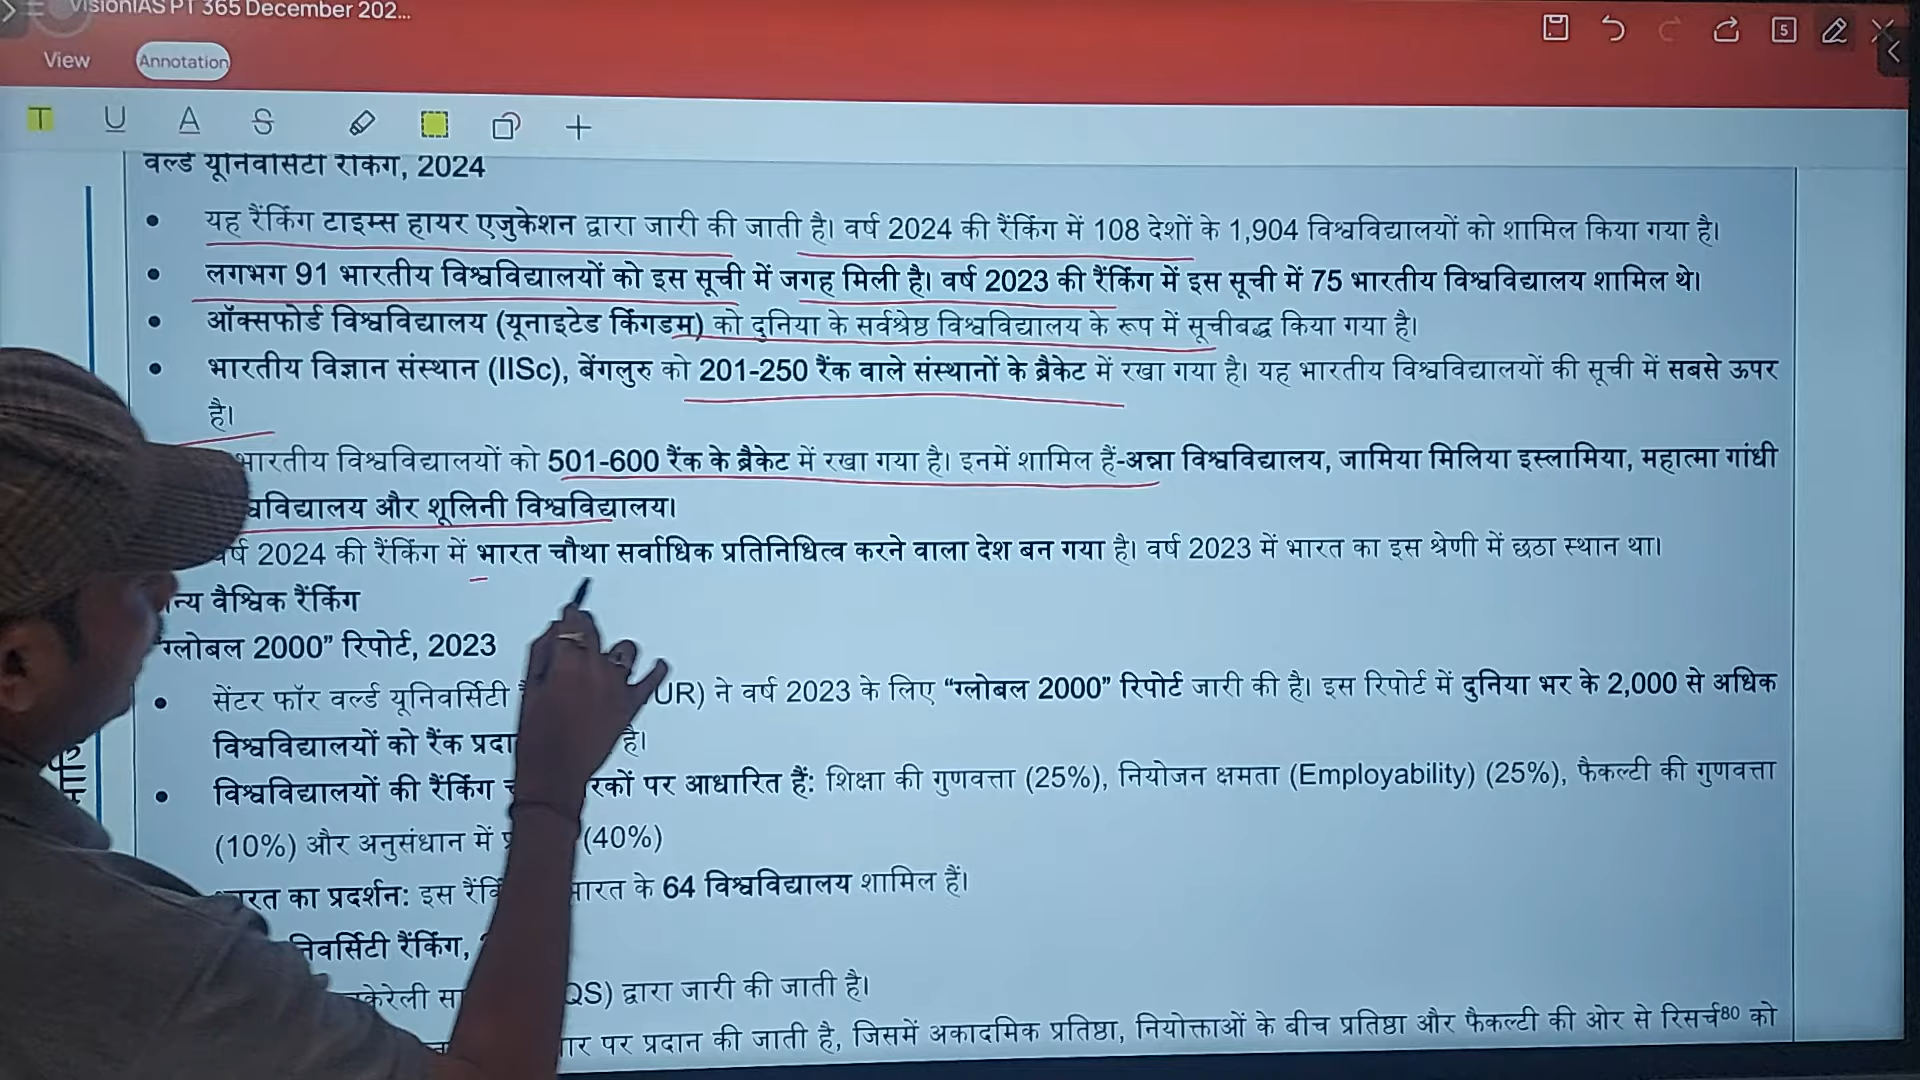 VisionIAS PT 365 December 202...
View Annotation
5
T U A S
वर्ल्ड यूनिवर्सिटी रैंकिंग, 2024
यह रैंकिंग टाइम्स हायर एजुकेशन द्वारा जारी की जाती है। वर्ष 2024 की रैंकिंग में 108 देशों के 1,904 विश्वविद्यालयों को शामिल किया गया है।
लगभग 91 भारतीय विश्वविद्यालयों को इस सूची में जगह मिली है। वर्ष 2023 की रैंकिंग में इस सूची में 75 भारतीय विश्वविद्यालय शामिल थे।
ऑक्सफोर्ड विश्वविद्यालय (यूनाइटेड किंगडम) को दुनिया के सर्वश्रेष्ठ विश्वविद्यालय के रूप में सूचीबद्ध किया गया है।
भारतीय विज्ञान संस्थान (IISc), बेंगलुरु को 201-250 रैंक वाले संस्थानों के ब्रैकेट में रखा गया है। यह भारतीय विश्वविद्यालयों की सूची में सबसे ऊपर
है।
भारतीय विश्वविद्यालयों को 501-600 रैंक के ब्रैकेट में रखा गया है। इनमें शामिल हैं-अन्ना विश्वविद्यालय, जामिया मिलिया इस्लामिया, महात्मा गांधी
श्वविद्यालय और शूलिनी विश्वविद्यालय।
वर्ष 2024 की रैंकिंग में भारत चौथा सर्वाधिक प्रतिनिधित्व करने वाला देश बन गया है। वर्ष 2023 में भारत का इस श्रेणी में छठा स्थान था।
न्य वैश्विक रैंकिंग
“ग्लोबल 2000” रिपोर्ट, 2023
सेंटर फॉर वर्ल्ड यूनिवर्सिटी UR) ने वर्ष 2023 के लिए “ग्लोबल 2000” रिपोर्ट जारी की है। इस रिपोर्ट में दुनिया भर के 2,000 से अधिक
विश्वविद्यालयों को रैंक है।
विश्वविद्यालयों की रैंकिंग रकों पर आधारित हैं: शिक्षा की गुणवत्ता (25%), नियोजन क्षमता (Employability) (25%), फैकल्टी की गुणवत्ता
(10%) और अनुसंधान में (40%)
रत का प्रदर्शन: इस भारत के 64 विश्वविद्यालय शामिल हैं।
निवर्सिटी रैंकिंग,
केरेली QS) द्वारा जारी की जाती है।
पर प्रदान की जाती है, जिसमें अकादमिक प्रतिष्ठा, नियोक्ताओं के बीच प्रतिष्ठा और फैकल्टी की ओर से रिसर्च80 को